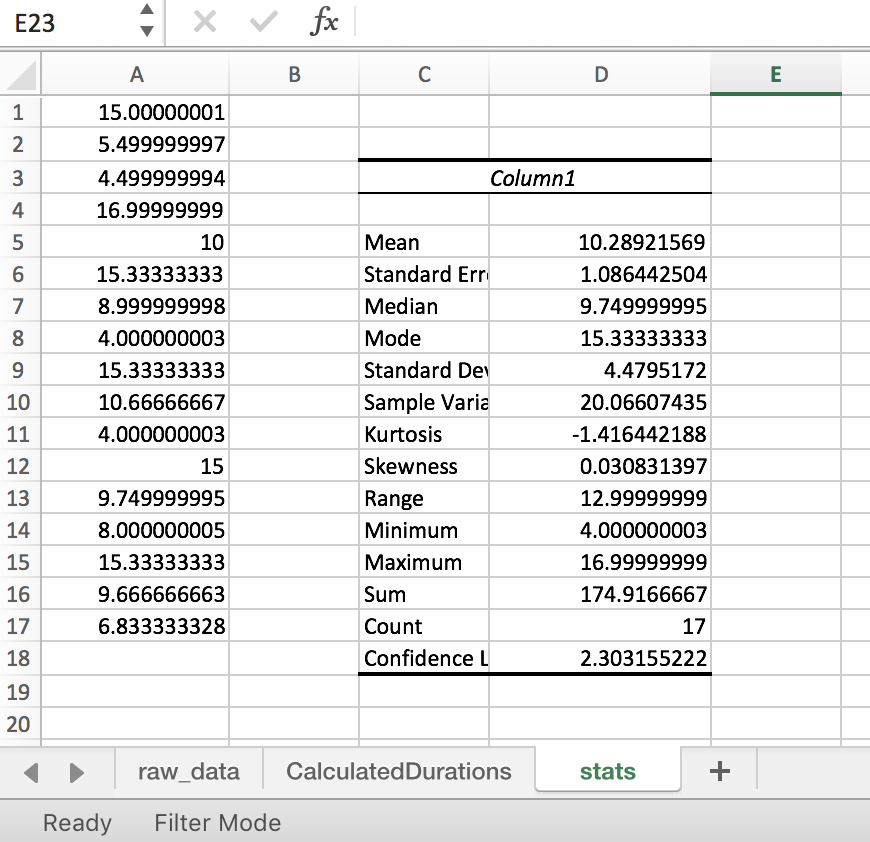 E23 fx
A B C D E
1 15.00000001
2 5.499999997
3 4.499999994 Column1
4 16.99999999
5 10 Mean 10.28921569
6 15.33333333 Standard Err 1.086442504
7 8.999999998 Median 9.749999995
8 4.000000003 Mode 15.33333333
9 15.33333333 Standard Dev 4.4795172
10 10.66666667 Sample Varia 20.06607435
11 4.000000003 Kurtosis -1.416442188
12 15 Skewness 0.030831397
13 9.749999995 Range 12.99999999
14 8.000000005 Minimum 4.000000003
15 15.33333333 Maximum 16.99999999
16 9.666666663 Sum 174.9166667
17 6.833333328 Count 17
18 Confidence L 2.303155222
19
20
raw_data CalculatedDurations stats +
Ready Filter Mode